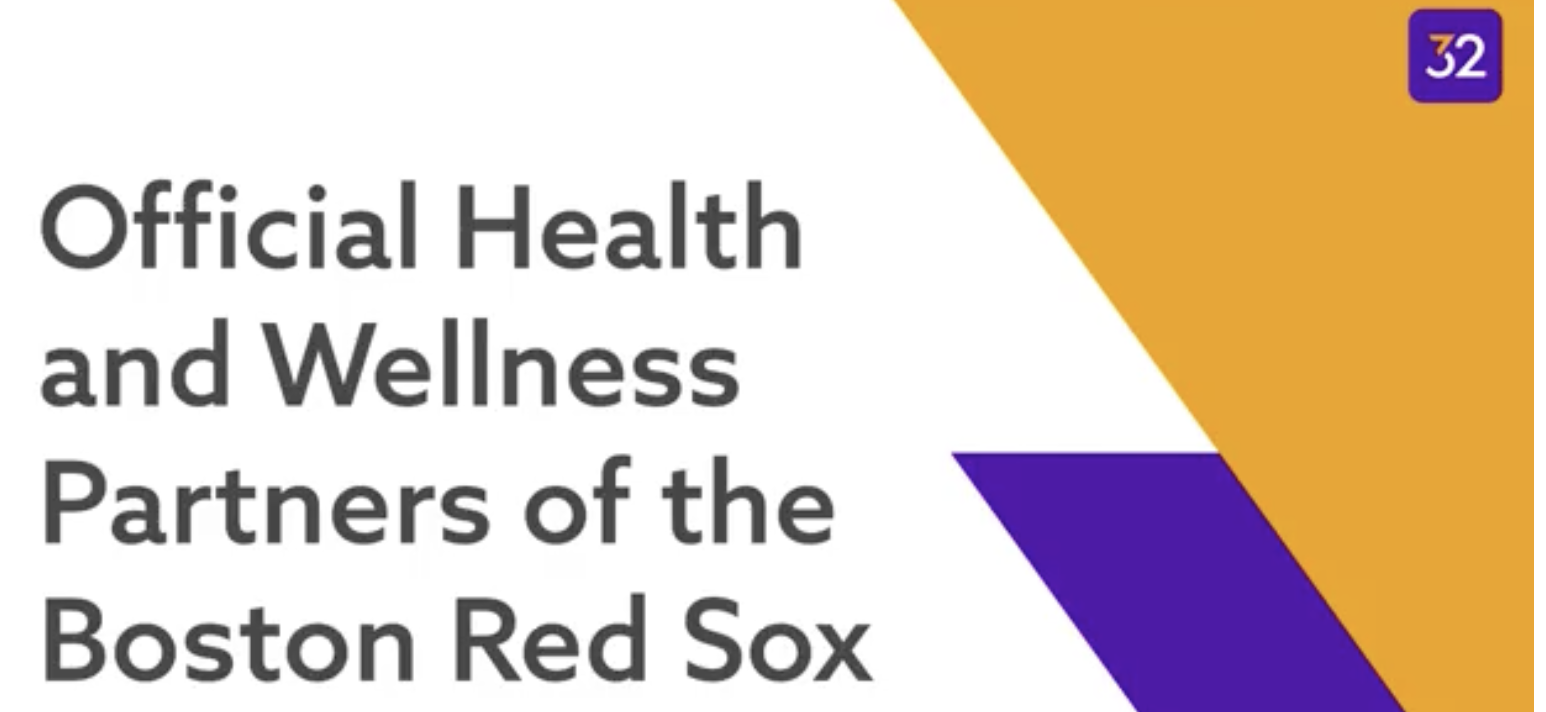 32
Official Health
and Wellness
Partners of the
Boston Red Sox